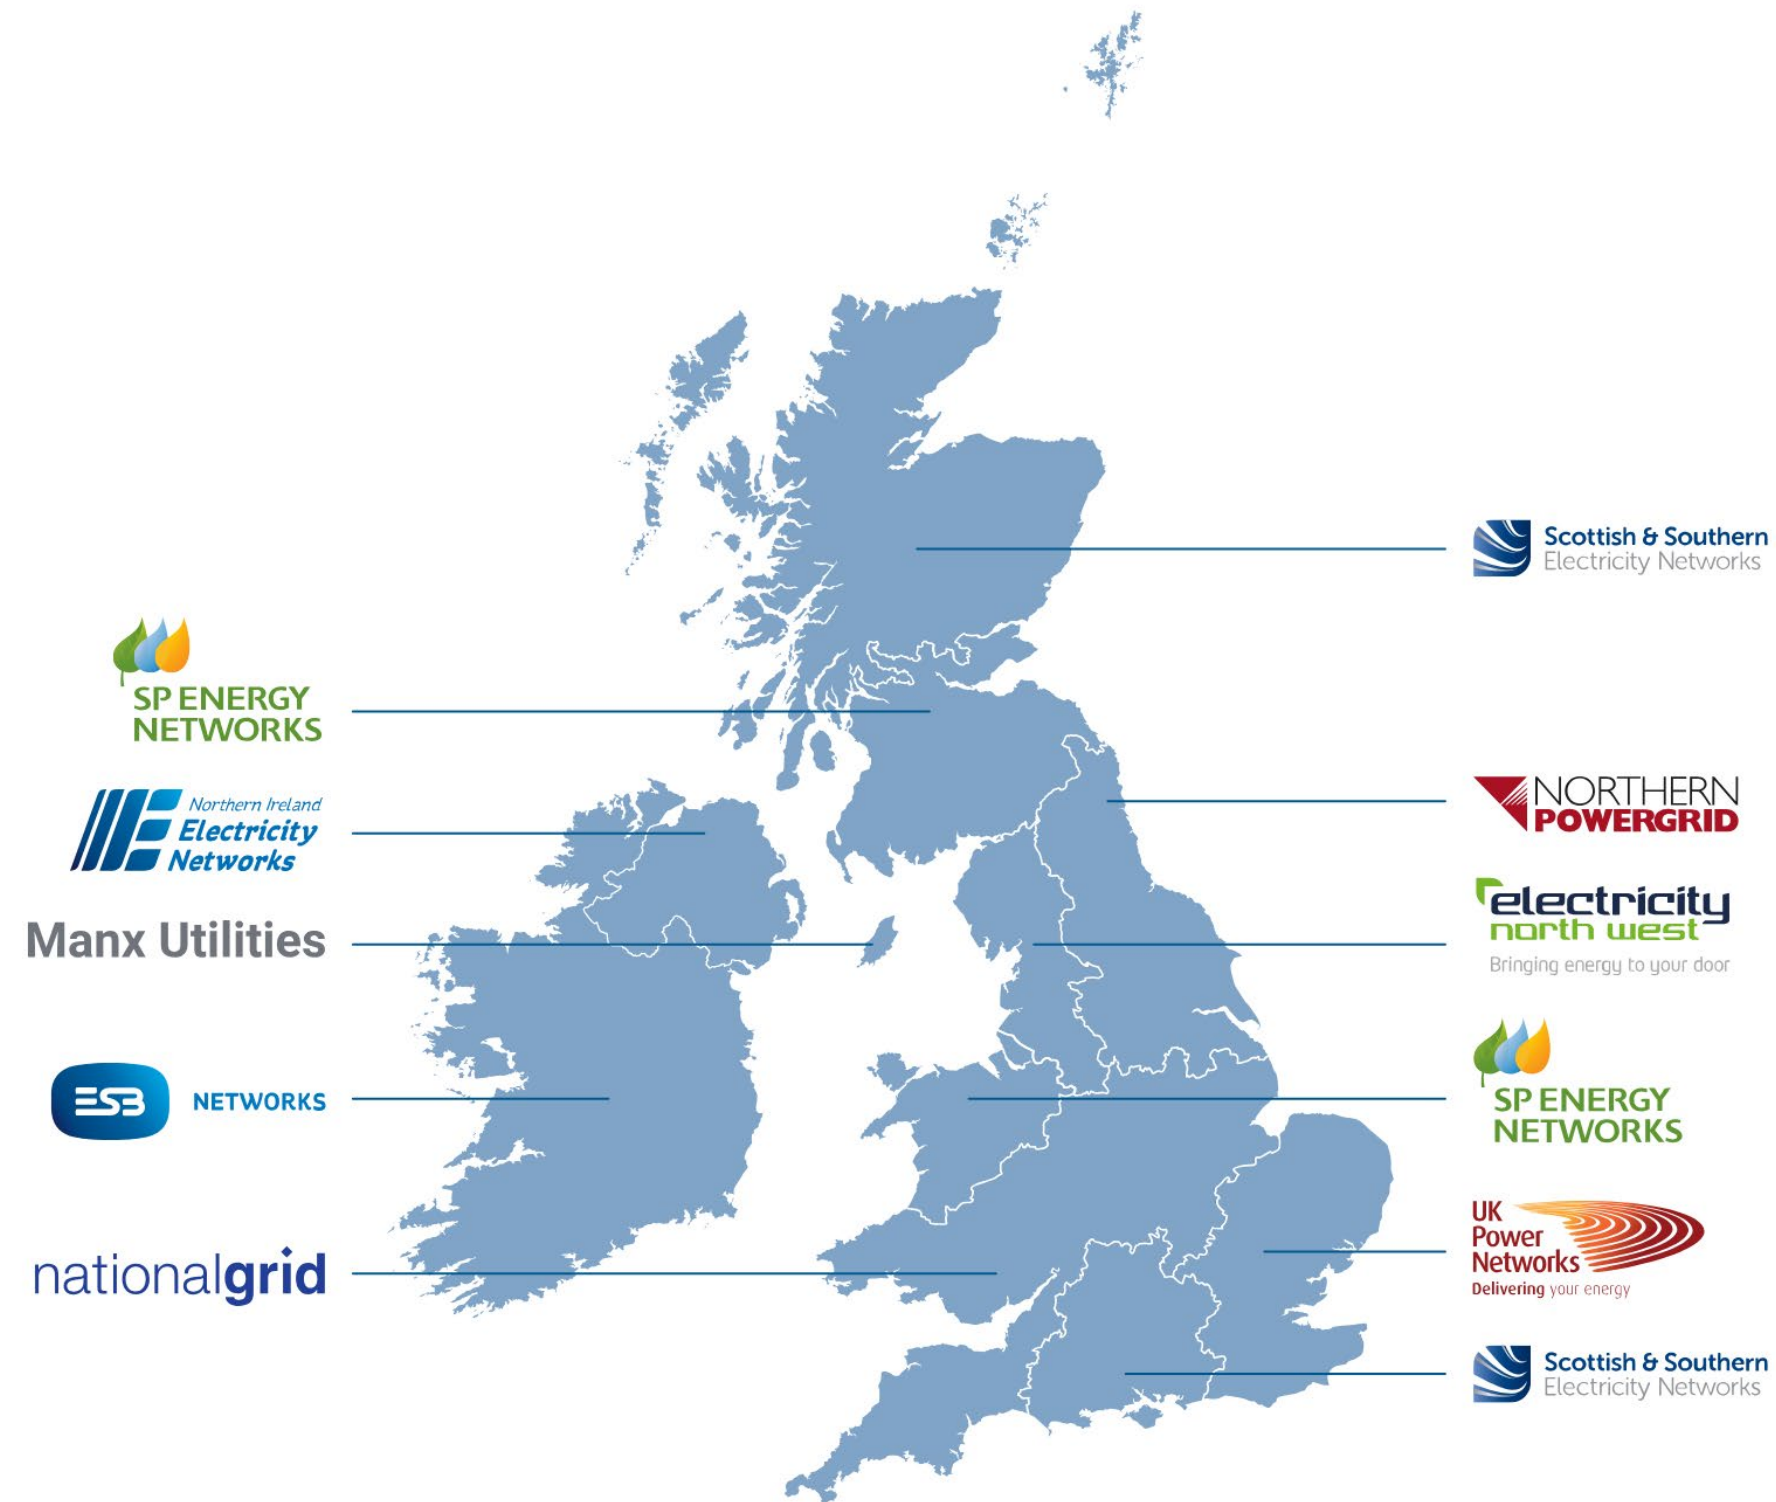 Scottish & Southern
Electricity Networks
SP ENERGY
NETWORKS
NORTHERN
POWERGRID
Northern Ireland
Electricity
Networks
electricity
north west
Bringing energy to your door
Manx Utilities
SP ENERGY
NETWORKS
ESB NETWORKS
UK
Power
Networks
Delivering your energy
nationalgrid
Scottish & Southern
Electricity Networks